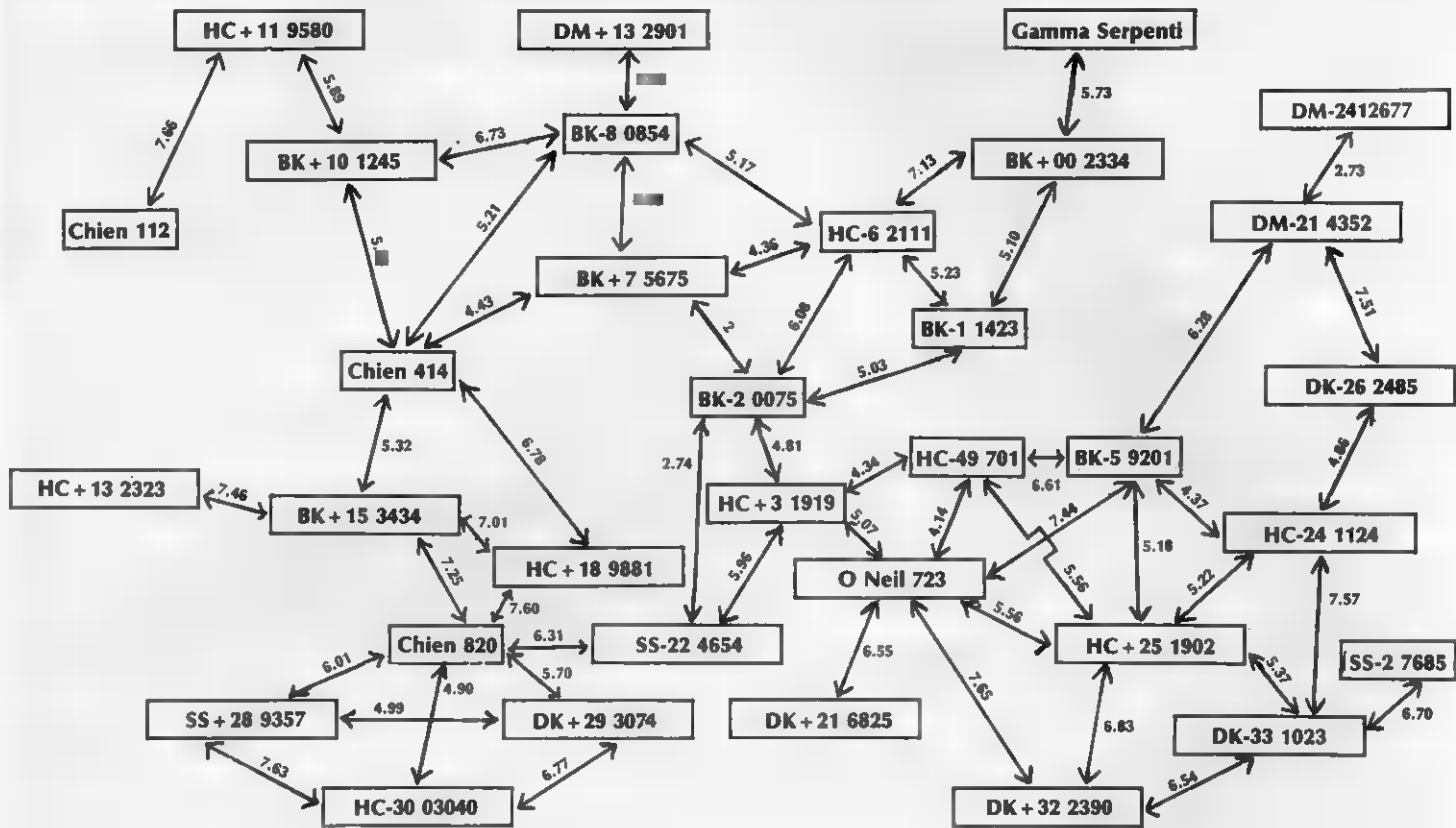 HC + 11 9580
DM + 13 2901
Gamma Serpenti
5.89
5.73
7.66
BK-8 0854
DM-2412677
BK + 10 1245
6.73
5.17
7.13
BK + 00 2334
2.73
Chien 112
5.21
HC-6 2111
DM-21 4352
BK + 7 5675
4.36
5.10
4.43
5.23
6.08
BK-1 1423
6.28
7.51
2
Chien 414
5.03
BK-2 0075
DK-26 2485
5.32
6.78
4.81
4.86
2.74
HC-49 701
BK-5 9201
HC + 13 2323
7.46
4.34
6.61
BK + 15 3434
HC + 3 1919
4.37
7.01
5.07
4.14
7.44
HC-24 1124
7.25
HC + 18 9881
5.96
O Neil 723
5.56
5.18
5.22
7.60
7.57
Chien 820
6.31
SS-22 4654
5.56
HC + 25 1902
6.01
4.90
5.70
6.55
SS-2 7685
SS + 28 9357
4.99
DK + 29 3074
DK + 21 6825
7.65
5.37
6.83
DK-33 1023
6.70
7.63
6.77
6.54
HC-30 03040
DK + 32 2390